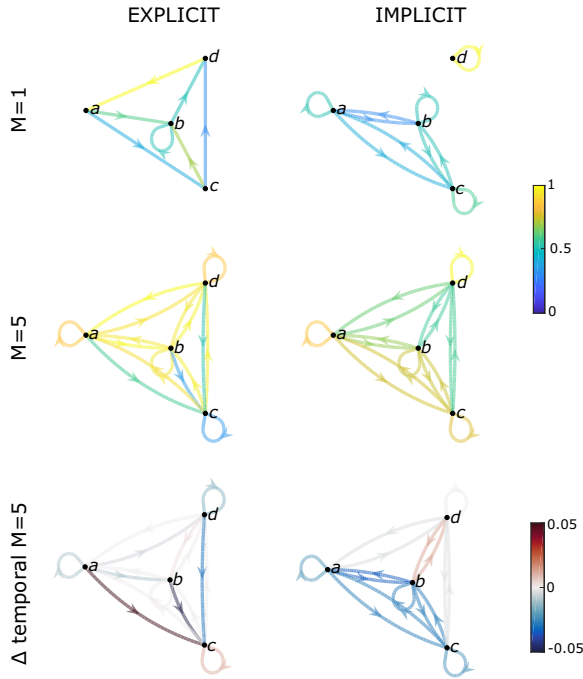 EXPLICIT IMPLICIT
M=1
a b c d
a b c d
1
0.5
0
M=5
a b c d
a b c d
Δ temporal M=5
a b c d
a b c d
0.05
0
-0.05